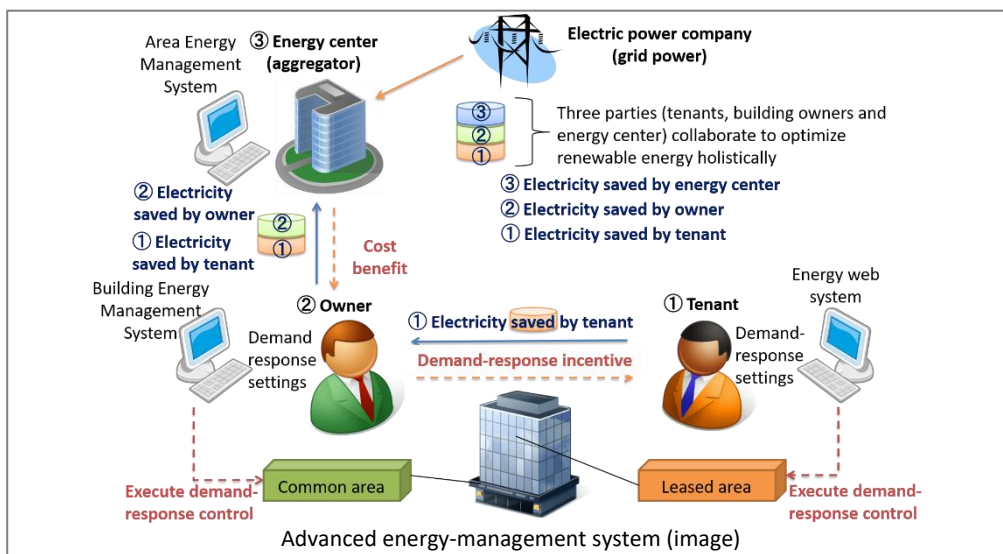 Area Energy
Management
System
③ Energy center
(aggregator)
Electric power company
(grid power)
③
②
①
Three parties (tenants, building owners and
energy center) collaborate to optimize
renewable energy holistically
③ Electricity saved by energy center
② Electricity saved by owner
① Electricity saved by tenant
② Electricity
saved by owner
① Electricity
saved by tenant
②
①
Cost
benefit
Building Energy
Management
System
② Owner
Demand
response
settings
① Electricity saved by tenant
Demand-response incentive
① Tenant
Energy web
system
Demand-
response
settings
Execute demand-
response control
Common area
Leased area
Execute demand-
response control
Advanced energy-management system (image)